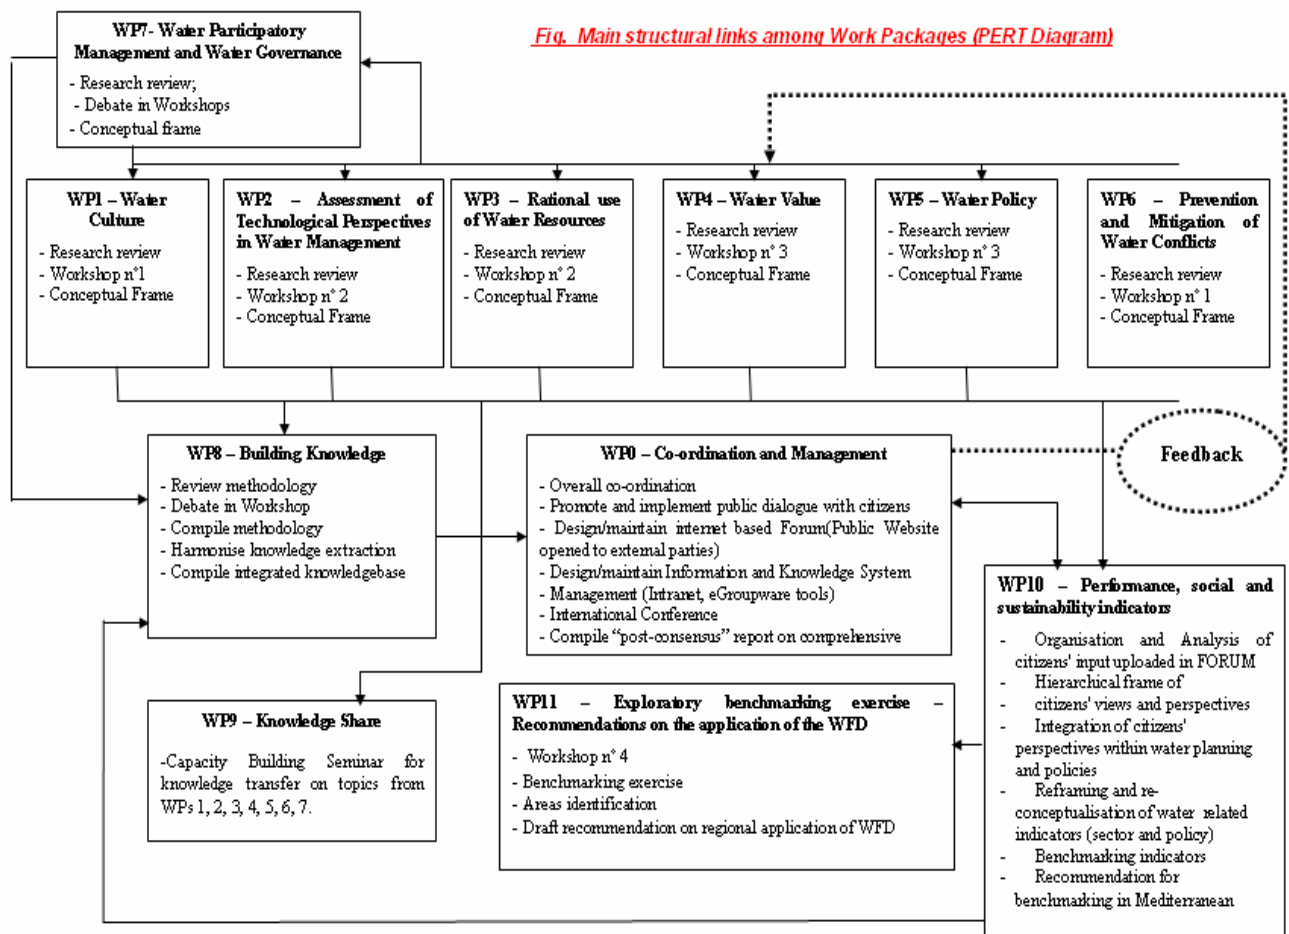 Fig. Main structural links among Work Packages (PERT Diagram)
WP7- Water Participatory
Management and Water Governance
- Research review;
- Debate in Workshops
- Conceptual frame
WP1 – Water
Culture
- Research review
- Workshop n°1
- Conceptual Frame
WP2 – Assessment of
Technological Perspectives
in Water Management
- Research review
- Workshop n° 2
- Conceptual Frame
WP3 – Rational use
of Water Resources
- Research review
- Workshop n° 2
- Conceptual Frame
WP4 – Water Value
- Research review
- Workshop n° 3
- Conceptual Frame
WP5 – Water Policy
- Research review
- Workshop n° 3
- Conceptual Frame
WP6 – Prevention
and Mitigation of
Water Conflicts
- Research review
- Workshop n° 1
- Conceptual Frame
WP8 – Building Knowledge
- Review methodology
- Debate in Workshop
- Compile methodology
- Harmonise knowledge extraction
- Compile integrated knowledgebase
WP0 – Co-ordination and Management
- Overall co-ordination
- Promote and implement public dialogue with citizens
- Design/maintain internet based Forum(Public Website
opened to external parties)
- Design/maintain Information and Knowledge System
- Management (Intranet, eGroupware tools)
- International Conference
- Compile “post-consensus” report on comprehensive
Feedback
WP9 – Knowledge Share
-Capacity Building Seminar for
knowledge transfer on topics from
WPs 1, 2, 3, 4, 5, 6, 7.
WP11 – Exploratory benchmarking exercise –
Recommendations on the application of the WFD
- Workshop n° 4
- Benchmarking exercise
- Areas identification
- Draft recommendation on regional application of WFD
WP10 – Performance, social and
sustainability indicators
- Organisation and Analysis of
citizens' input uploaded in FORUM
- Hierarchical frame of
- citizens' views and perspectives
- Integration of citizens'
perspectives within water planning
and policies
- Reframing and re-
conceptualisation of water related
indicators (sector and policy)
- Benchmarking indicators
- Recommendation for
benchmarking in Mediterranean